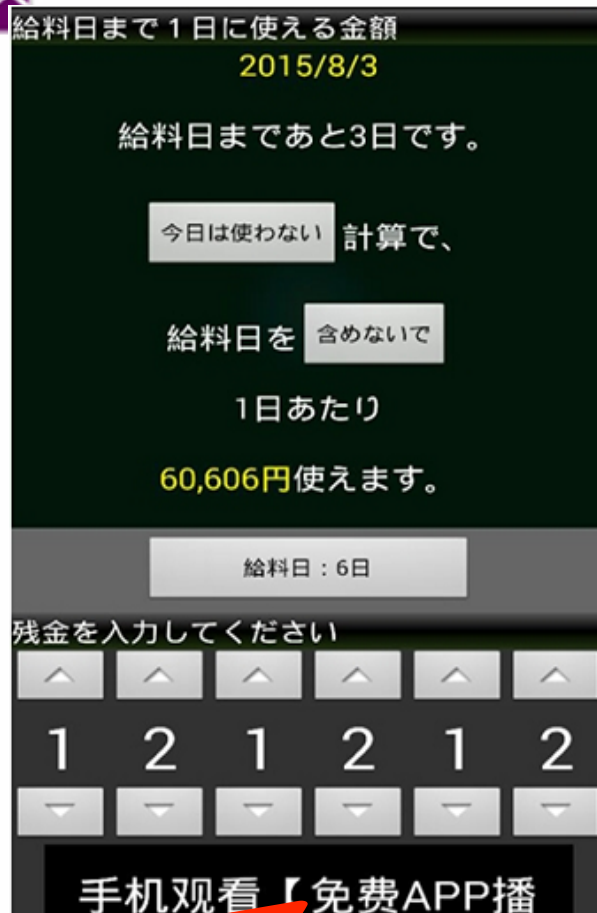 給料日まで1日に使える金額
2015/8/3
給料日まであと3日です。
今日は使わない 計算で、
給料日を 含めないで
1日あたり
60,606円使えます。
給料日：6日
残金を入力してください
1 2 1 2 1 2
手机观看【免费APP播